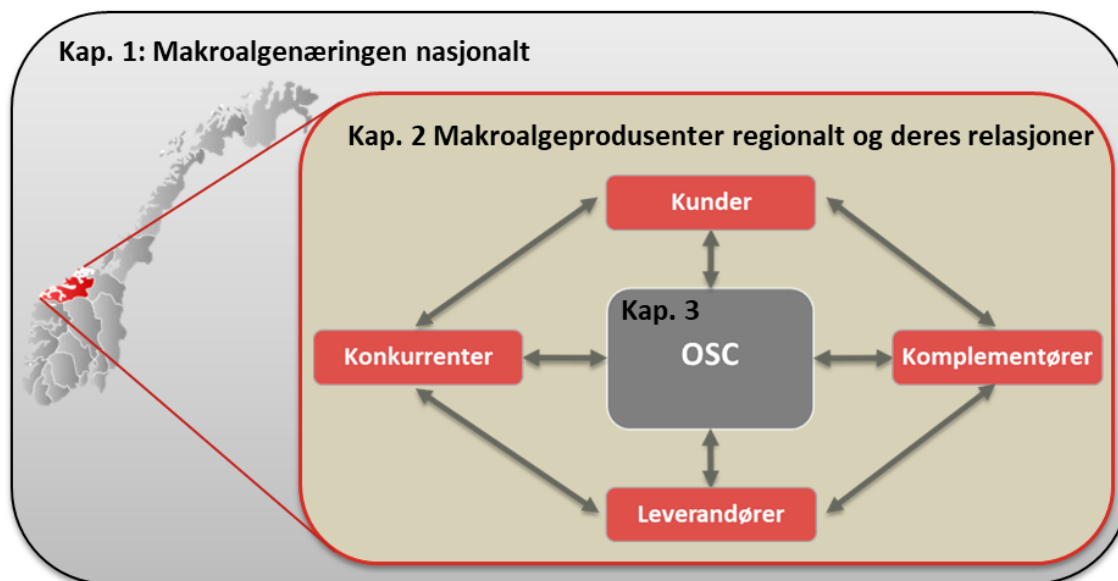 Kap. 1: Makroalgenæringen nasjonalt
Kap. 2 Makroalgeprodusenter regionalt og deres relasjoner
Kunder
Kap. 3
Konkurrenter
OSC
Komplementører
Leverandører